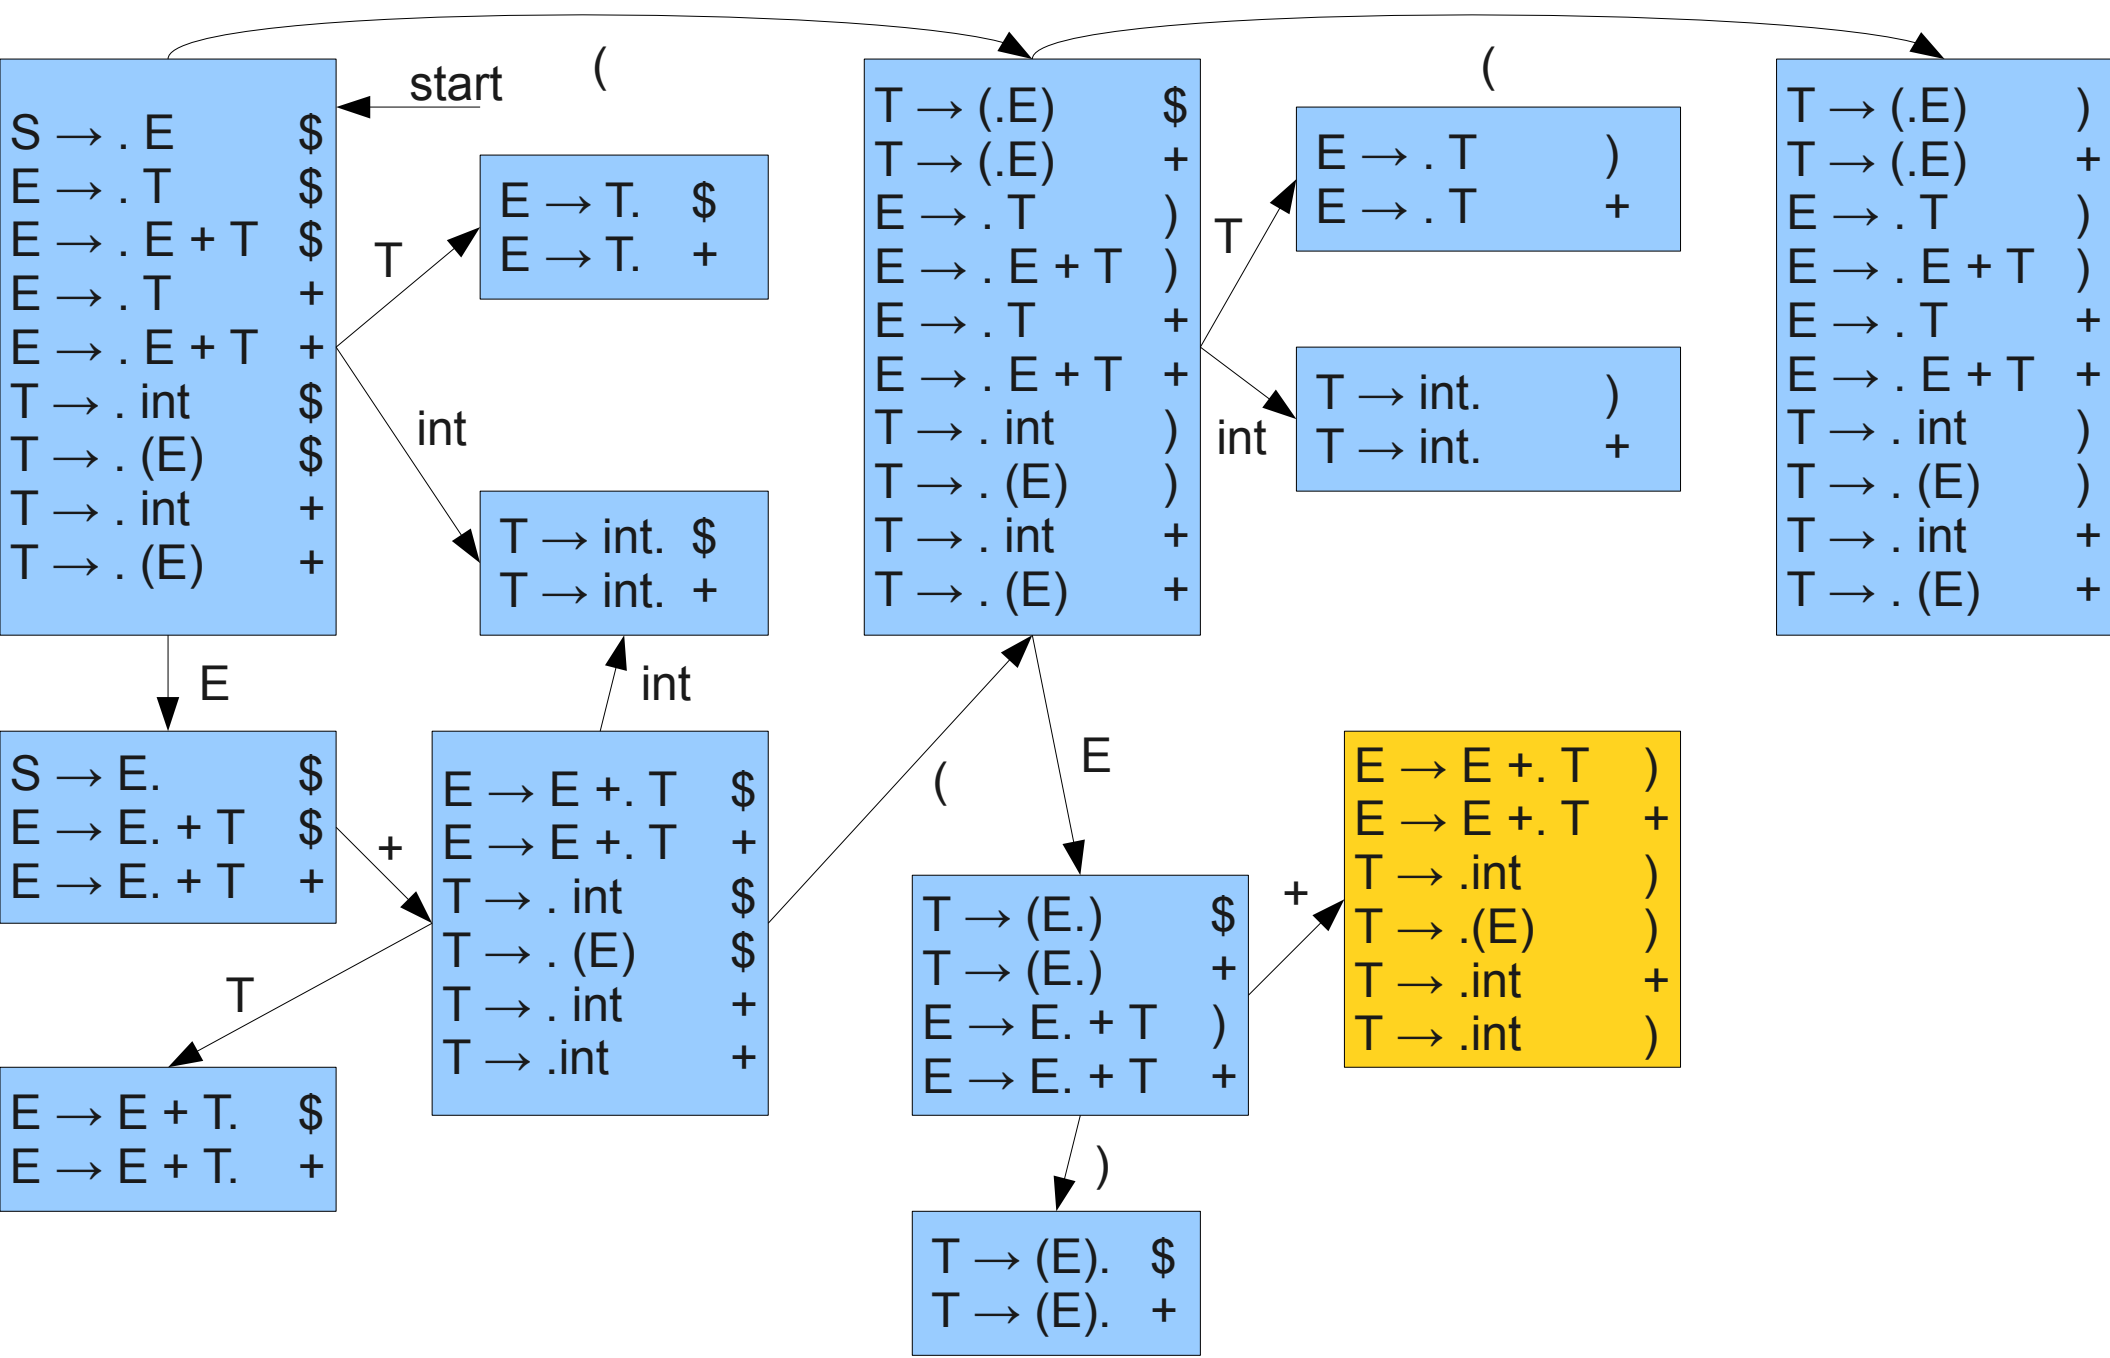 (
(
start
S → . E $
E → . T $
E → . E + T $
E → . T +
E → . E + T +
T → . int $
T → . (E) $
T → . int +
T → . (E) +
T
E → T. $
E → T. +
int
T → int. $
T → int. +
T → (.E) $
T → (.E) +
E → . T )
E → . E + T )
E → . T +
E → . E + T +
T → . int )
T → . (E) )
T → . int +
T → . (E) +
T
E → . T )
E → . T +
int
T → int. )
T → int. +
T → (.E) )
T → (.E) +
E → . T )
E → . E + T )
E → . T +
E → . E + T +
T → . int )
T → . (E) )
T → . int +
T → . (E) +
E
int
S → E. $
E → E. + T $
E → E. + T +
+
E → E +. T $
E → E +. T +
T → . int $
T → . (E) $
T → . int +
T → .int +
(
E
T
E → E + T. $
E → E + T. +
T → (E.) $
T → (E.) +
E → E. + T )
E → E. + T +
+
E → E +. T )
E → E +. T +
T → .int )
T → .(E) )
T → .int +
T → .int )
)
T → (E). $
T → (E). +